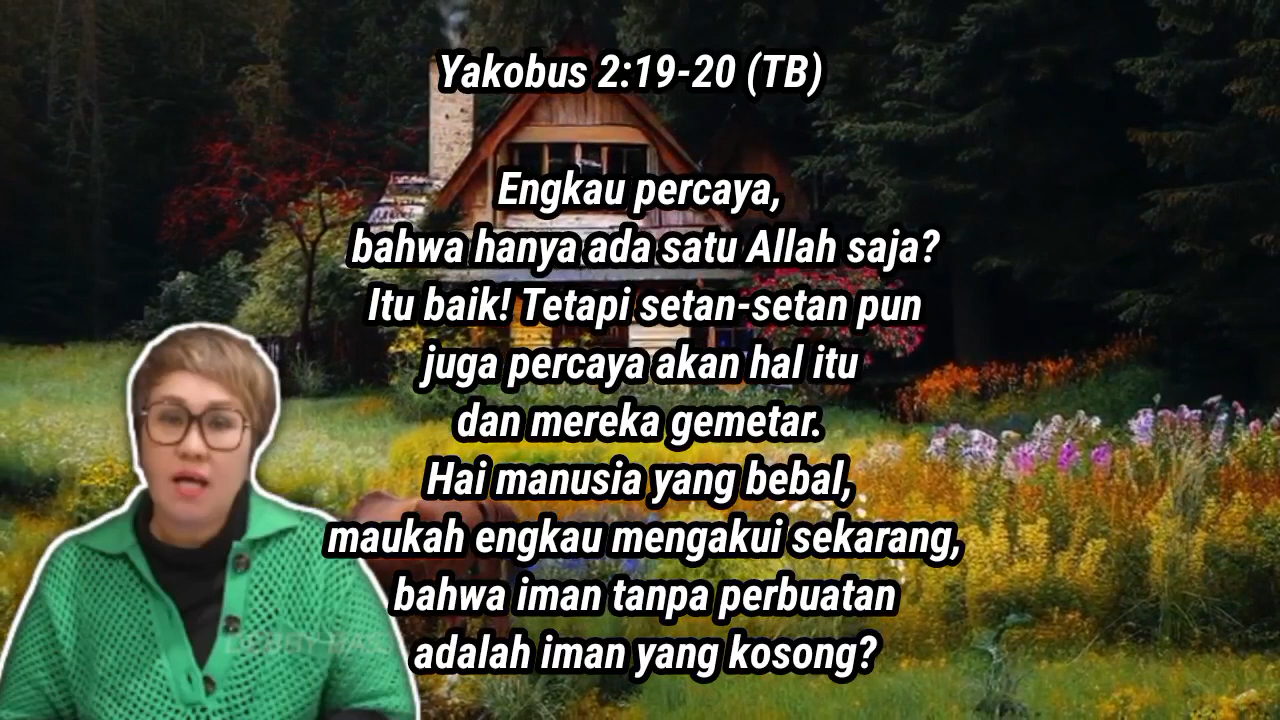 Yakobus 2:19-20 (TB)
Engkau percaya,
bahwa hanya ada satu Allah saja?
Itu baik! Tetapi setan-setan pun
juga percaya akan hal itu
dan mereka gemetar.
Hai manusia yang bebal,
maukah engkau mengakui sekarang,
bahwa iman tanpa perbuatan
adalah iman yang kosong?